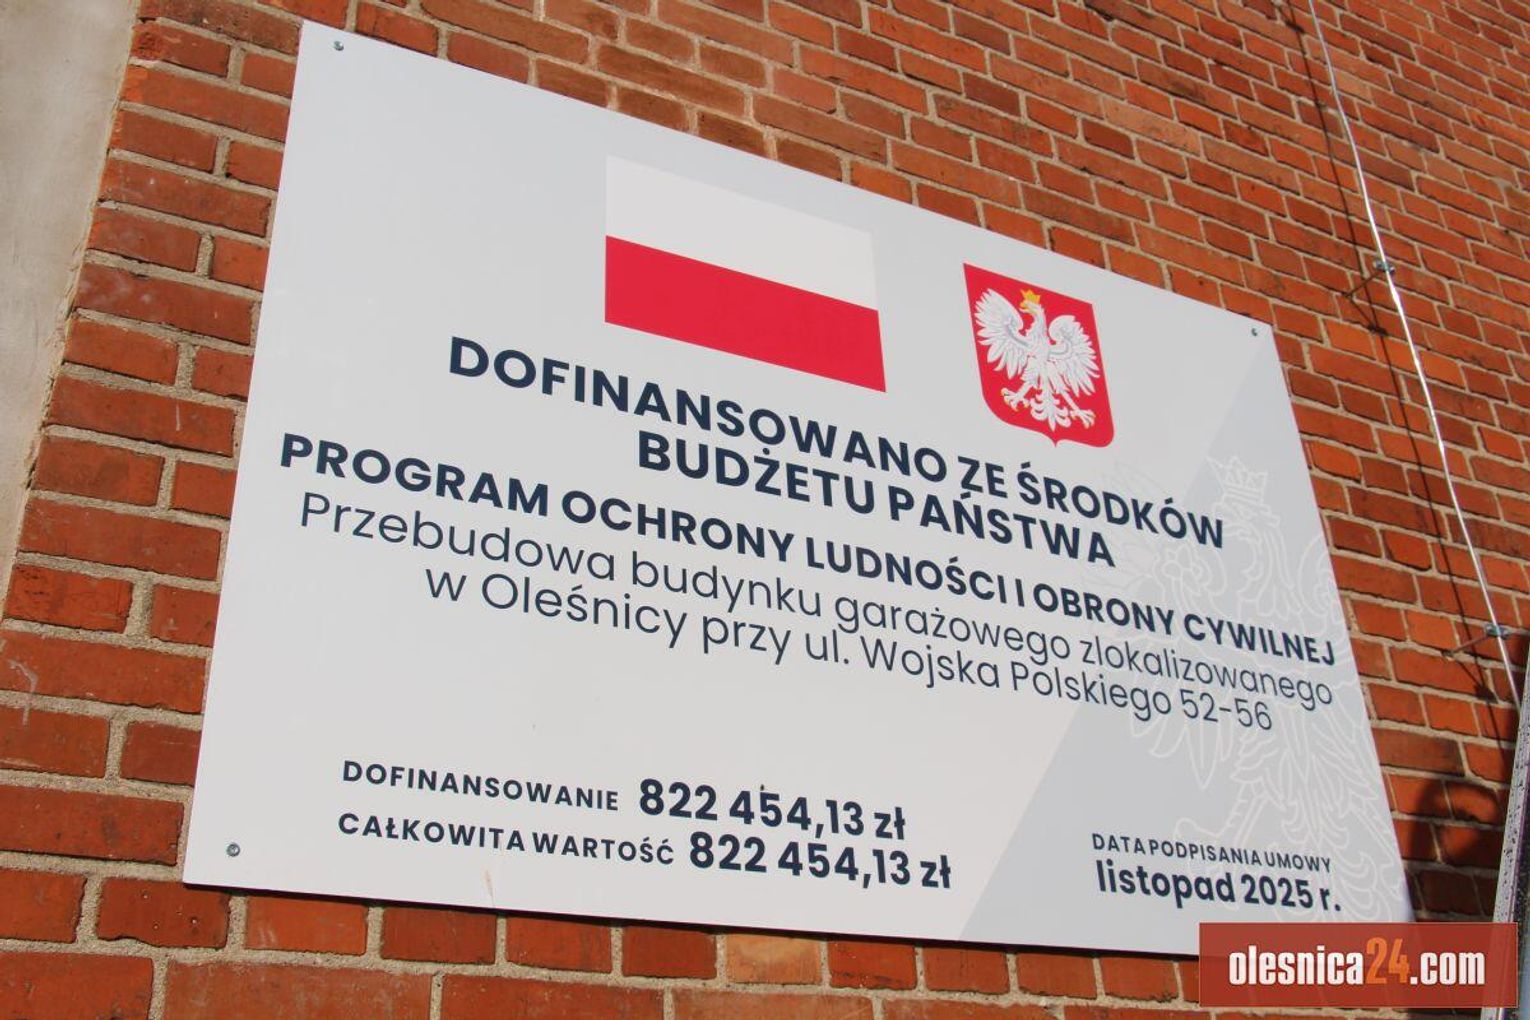 DOFINANSOWANO ZE ŚRODKÓW
BUDŻETU PAŃSTWA
PROGRAM OCHRONY LUDNOŚCI I OBRONY CYWILNEJ
Przebudowa budynku garażowego zlokalizowanego
w Oleśnicy przy ul. Wojska Polskiego 52-56
DOFINANSOWANIE 822 454,13 zł
CAŁKOWITA WARTOŚĆ 822 454,13 zł
DATA PODPISANIA UMOWY
listopad 2025 r.
olesnica24.com